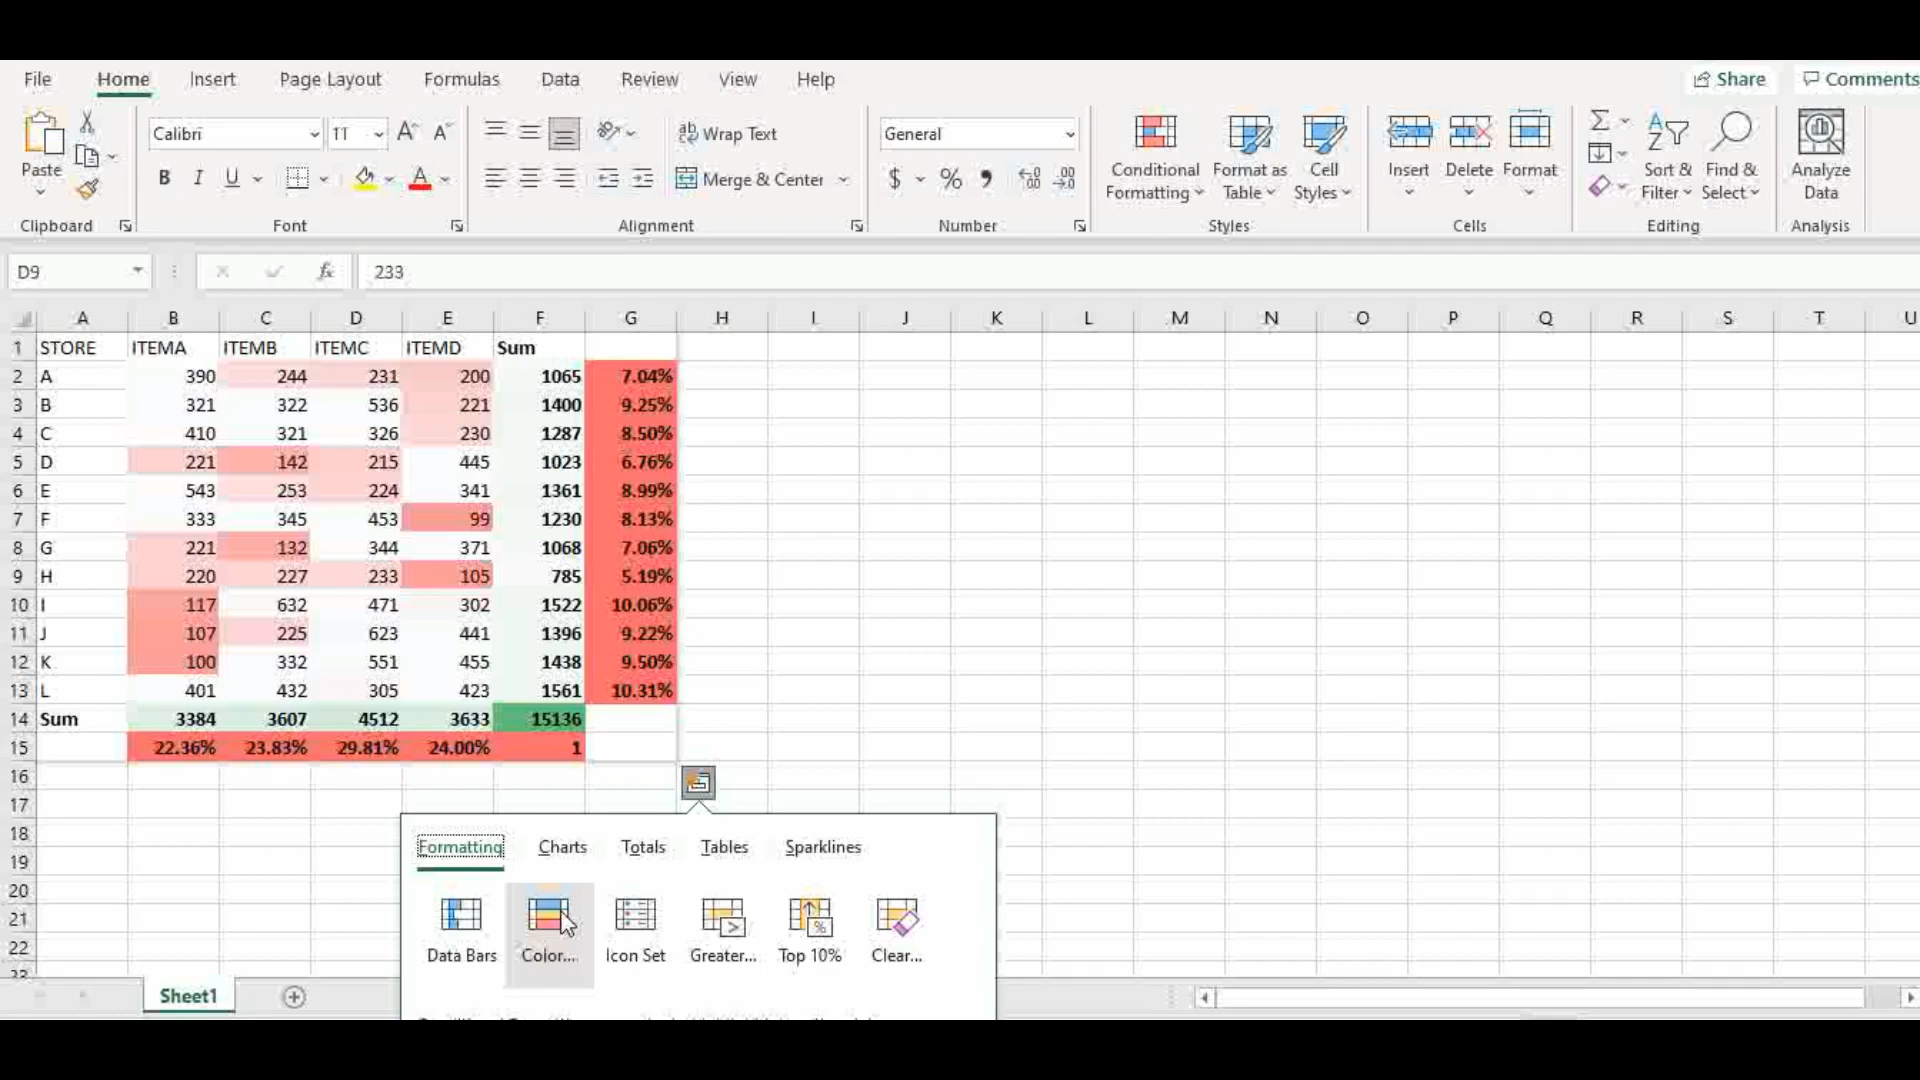 File Home Insert Page Layout Formulas Data Review View Help Share Comments
Calibri 11 A A ab Wrap Text General
Paste B I U A Merge & Center $ % 9 Conditional Formatting Format as Table Cell Styles Insert Delete Format Sort & Filter Find & Select Analyze Data
Clipboard Font Alignment Number Styles Cells Editing Analysis
D9 fx 233
A B C D E F G H I J K L M N O P Q R S T U
1 STORE ITEMA ITEMB ITEMC ITEMD Sum
2 A 390 244 231 200 1065 7.04%
3 B 321 322 536 221 1400 9.25%
4 C 410 321 326 230 1287 8.50%
5 D 221 142 215 445 1023 6.76%
6 E 543 253 224 341 1361 8.99%
7 F 333 345 453 99 1230 8.13%
8 G 221 132 344 371 1068 7.06%
9 H 220 227 233 105 785 5.19%
10 I 117 632 471 302 1522 10.06%
11 J 107 225 623 441 1396 9.22%
12 K 100 332 551 455 1438 9.50%
13 L 401 432 305 423 1561 10.31%
14 Sum 3384 3607 4512 3633 15136
15 22.36% 23.83% 29.81% 24.00% 1
16
17
18
19
20
21
22
Formatting Charts Totals Tables Sparklines
Data Bars Color... Icon Set Greater... Top 10% Clear...
Sheet1